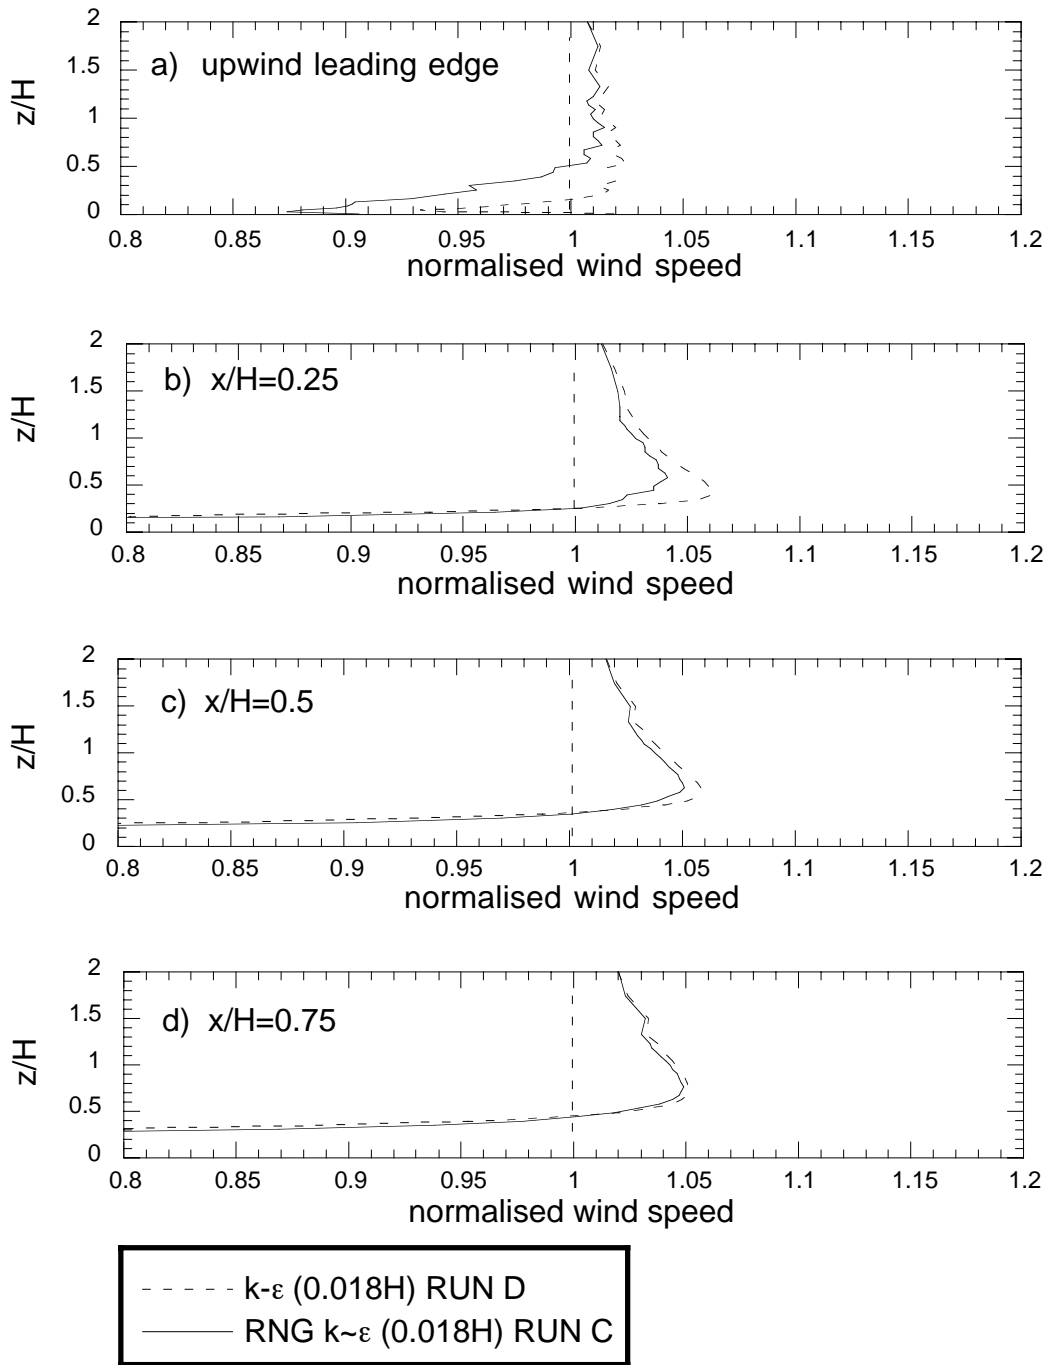 2
a) upwind leading edge
1.5
z/H
1
0.5
0
0.8 0.85 0.9 0.95 1 1.05 1.1 1.15 1.2
normalised wind speed
2
b) x/H=0.25
1.5
z/H
1
0.5
0
0.8 0.85 0.9 0.95 1 1.05 1.1 1.15 1.2
normalised wind speed
2
c) x/H=0.5
1.5
z/H
1
0.5
0
0.8 0.85 0.9 0.95 1 1.05 1.1 1.15 1.2
normalised wind speed
2
d) x/H=0.75
1.5
z/H
1
0.5
0
0.8 0.85 0.9 0.95 1 1.05 1.1 1.15 1.2
normalised wind speed
k-ε (0.018H) RUN D
RNG k~ε (0.018H) RUN C